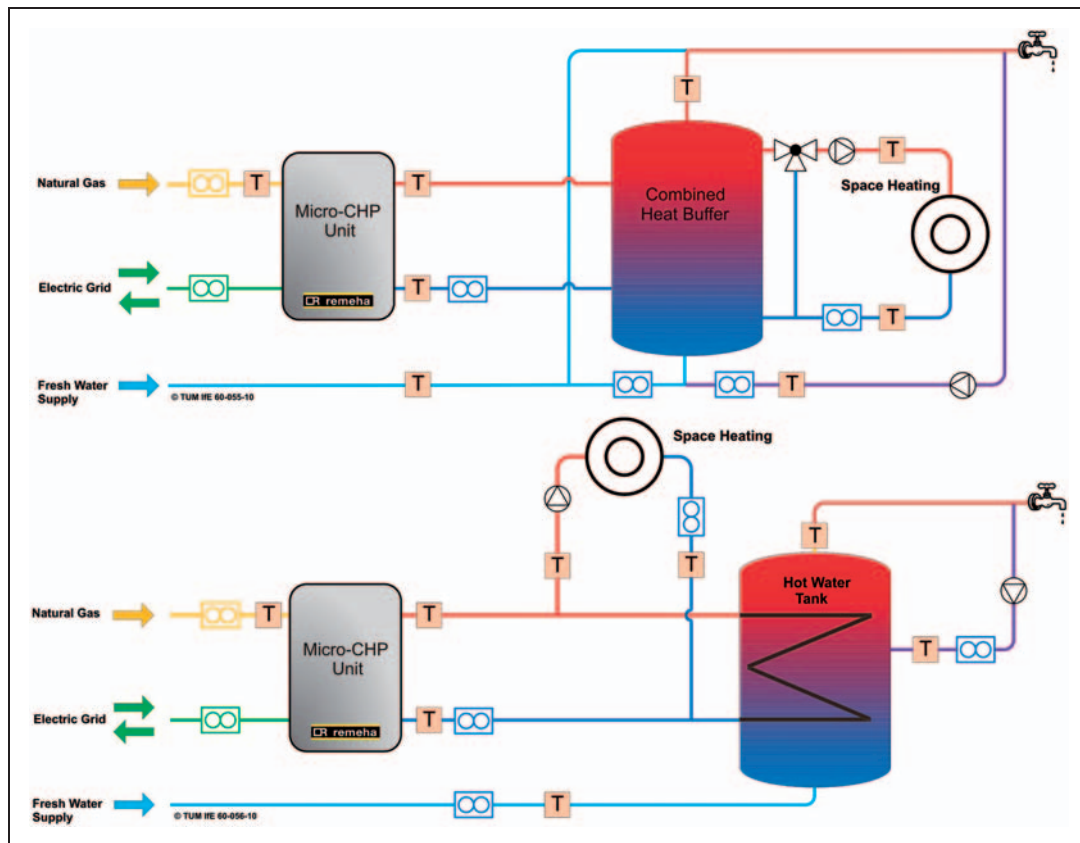 T
Natural Gas
T
Micro-CHP
Unit
T
Combined
Heat Buffer
T
Space Heating
Electric Grid
remeha
T
T
Fresh Water
Supply
T
T
© TUM IfE 60-055-10
Space Heating
T
T
T
Hot Water
Tank
Natural Gas
T
Micro-CHP
Unit
T
T
Electric Grid
remeha
T
Fresh Water
Supply
T
© TUM IfE 60-056-10